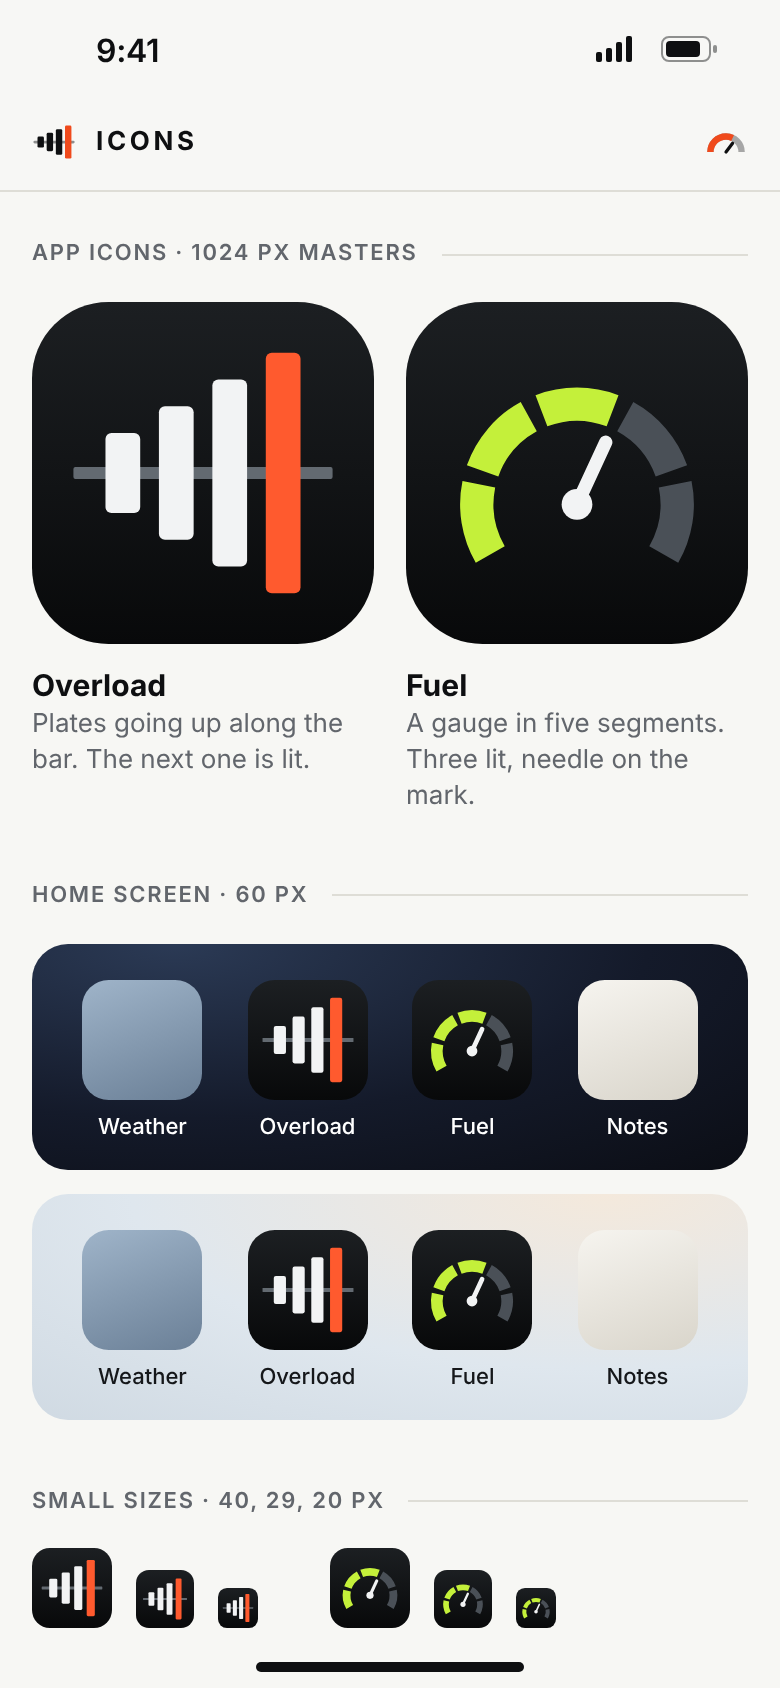 9:41
ICONS
APP ICONS · 1024 PX MASTERS
Overload
Plates going up along the
bar. The next one is lit.
Fuel
A gauge in five segments.
Three lit, needle on the
mark.
HOME SCREEN · 60 PX
Weather
Overload
Fuel
Notes
Weather
Overload
Fuel
Notes
SMALL SIZES · 40, 29, 20 PX